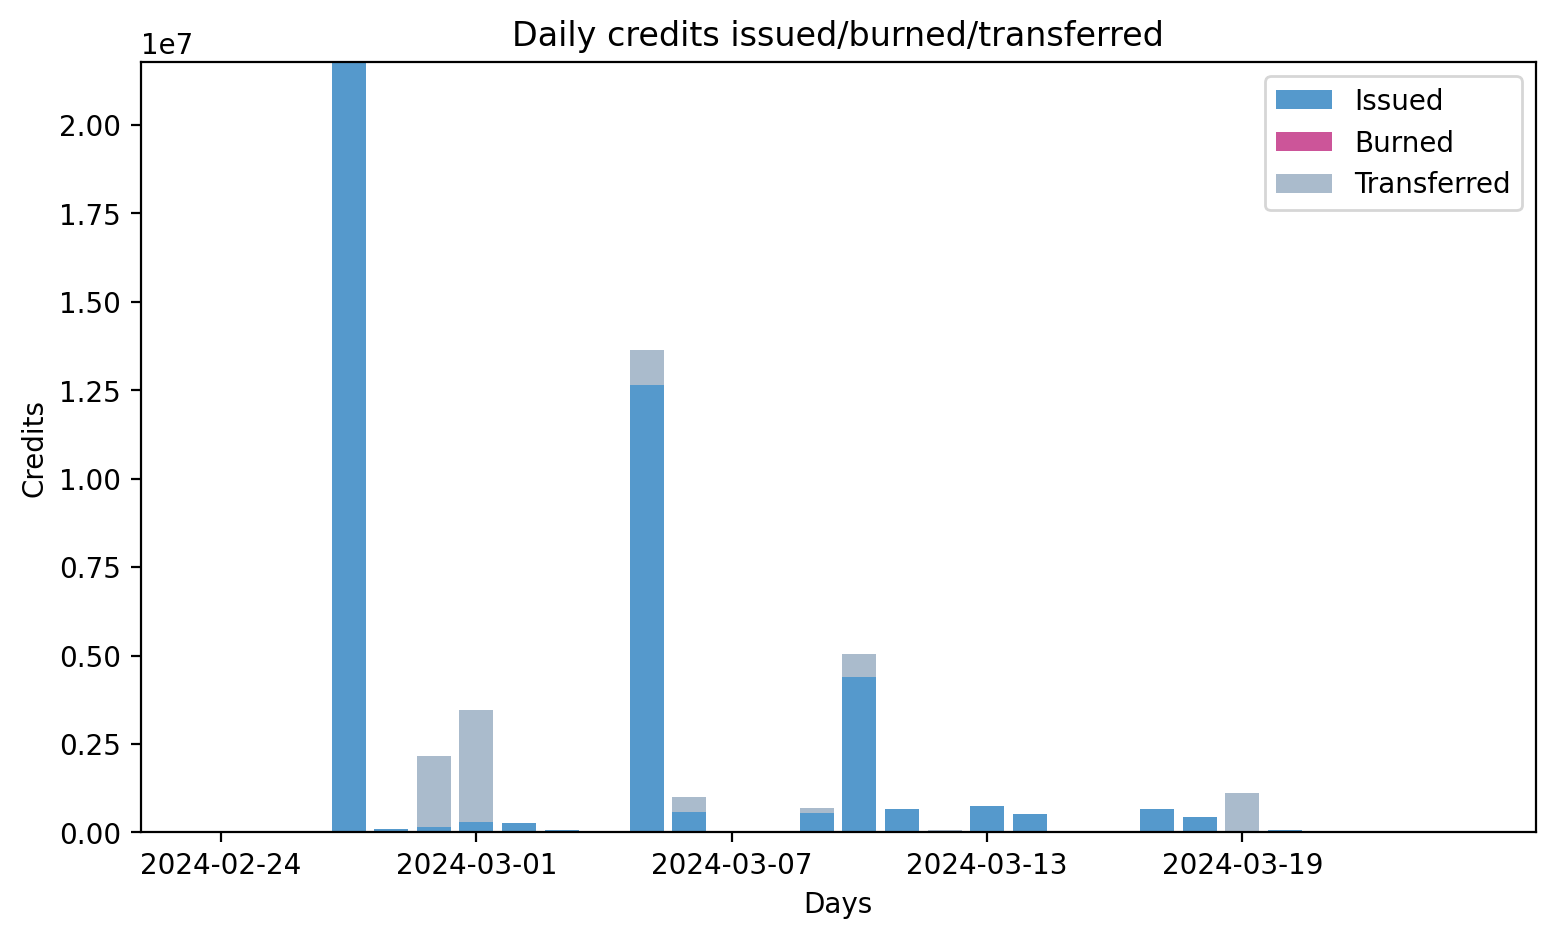 Daily credits issued/burned/transferred
1e7
2.00
1.75
1.50
1.25
1.00
0.75
0.50
0.25
0.00
Credits
Issued
Burned
Transferred
2024-02-24 2024-03-01 2024-03-07 2024-03-13 2024-03-19
Days